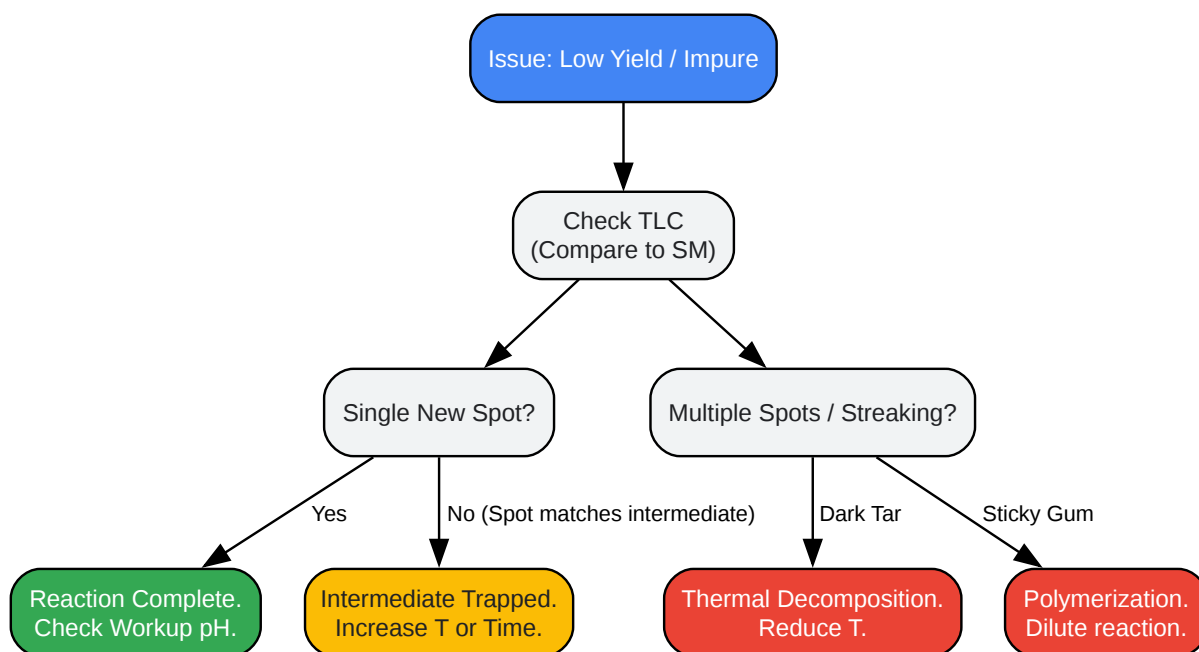 Issue: Low Yield / Impure
Check TLC
(Compare to SM)
Single New Spot?
Multiple Spots / Streaking?
Yes
No (Spot matches intermediate)
Dark Tar
Sticky Gum
Reaction Complete.
Check Workup pH.
Intermediate Trapped.
Increase T or Time.
Thermal Decomposition.
Reduce T.
Polymerization.
Dilute reaction.